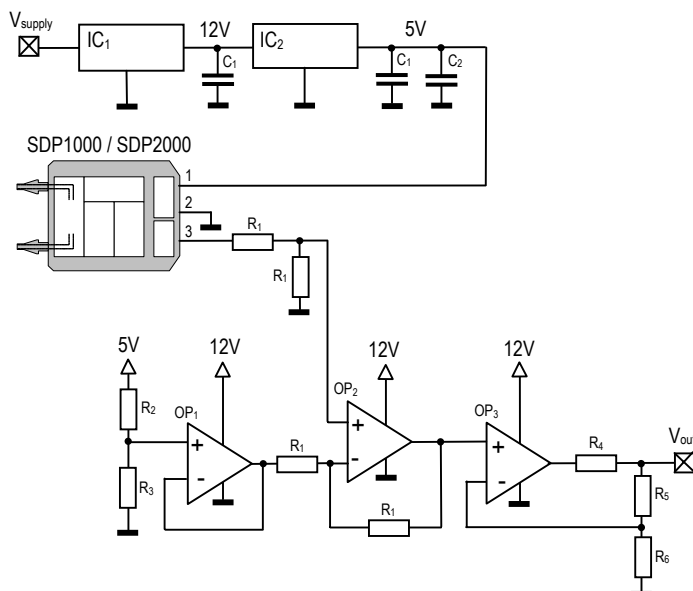 Vsupply
IC1
12V
C1
IC2
5V
C1
C2
SDP1000 / SDP2000
1
2
3
R1
R1
5V
12V
12V
12V
R2
OP1
+
-
R3
R1
OP2
+
-
R1
OP3
+
-
R4
Vout
R5
R6